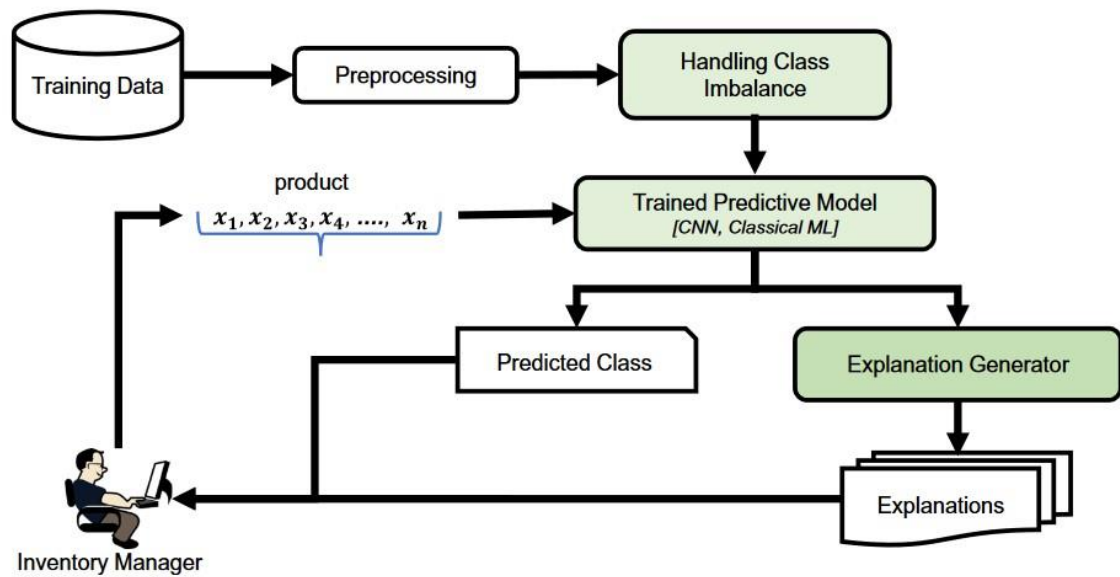 Training Data
Preprocessing
Handling Class
Imbalance
product
x₁, x₂, x₃, x₄, ...., xₙ
Trained Predictive Model
[CNN, Classical ML]
Predicted Class
Explanation Generator
Explanations
Inventory Manager